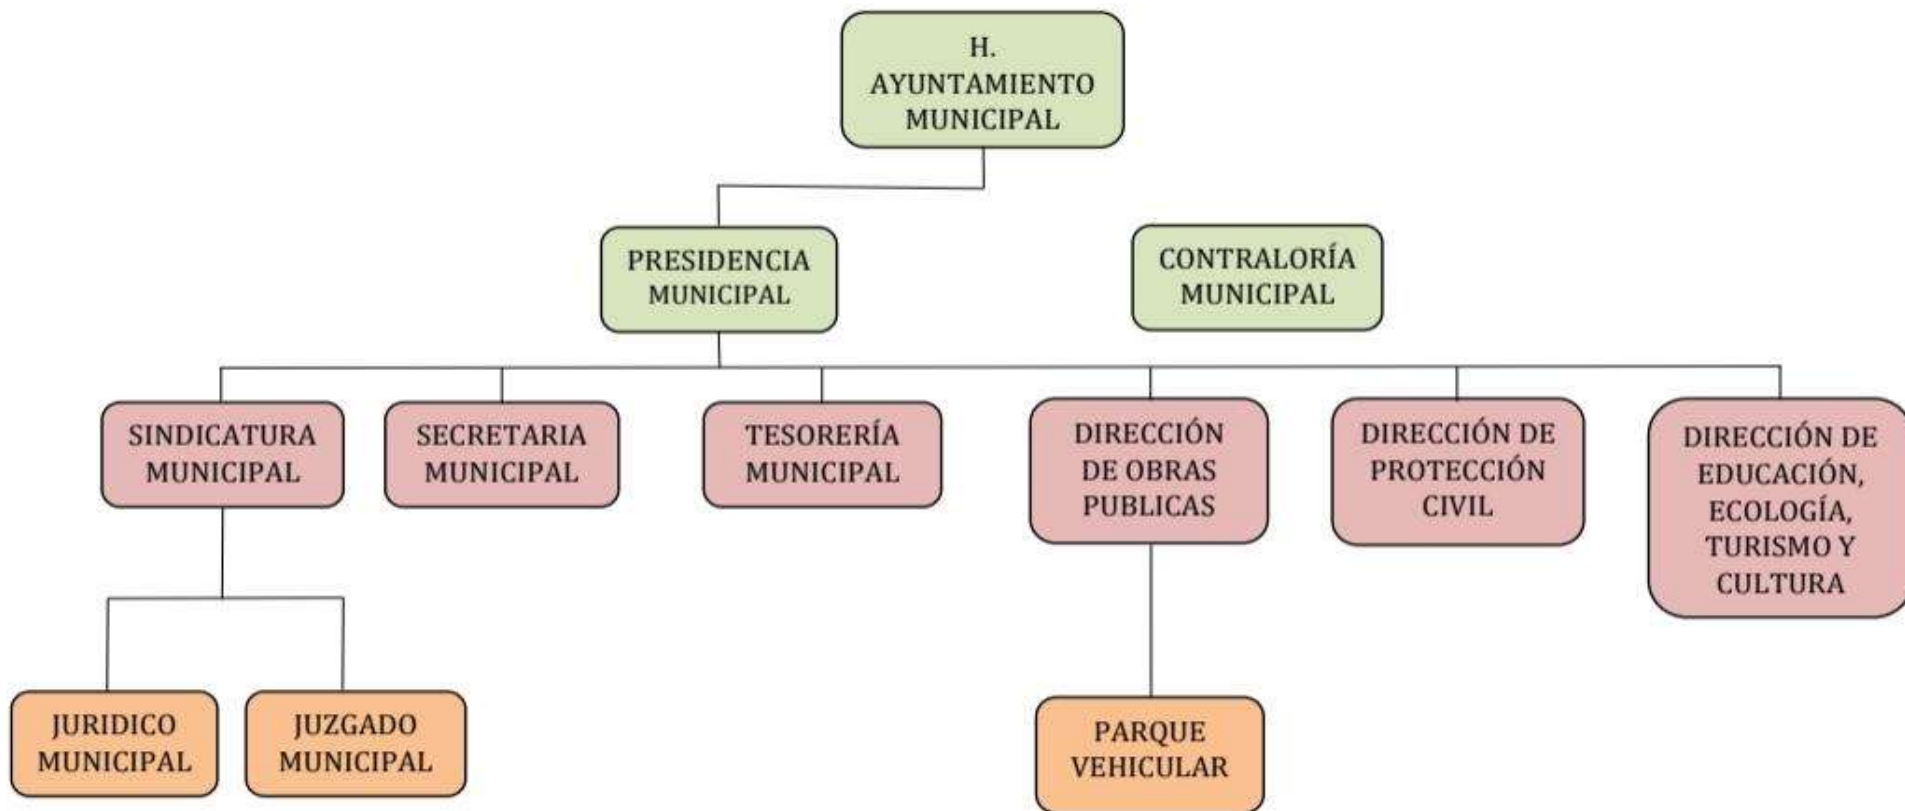 H.
AYUNTAMIENTO
MUNICIPAL
PRESIDENCIA
MUNICIPAL
CONTRALORÍA
MUNICIPAL
SINDICATURA
MUNICIPAL
SECRETARIA
MUNICIPAL
TESORERÍA
MUNICIPAL
DIRECCIÓN
DE OBRAS
PUBLICAS
DIRECCIÓN DE
PROTECCIÓN
CIVIL
DIRECCIÓN DE
EDUCACIÓN,
ECOLOGÍA,
TURISMO Y
CULTURA
JURIDICO
MUNICIPAL
JUZGADO
MUNICIPAL
PARQUE
VEHICULAR